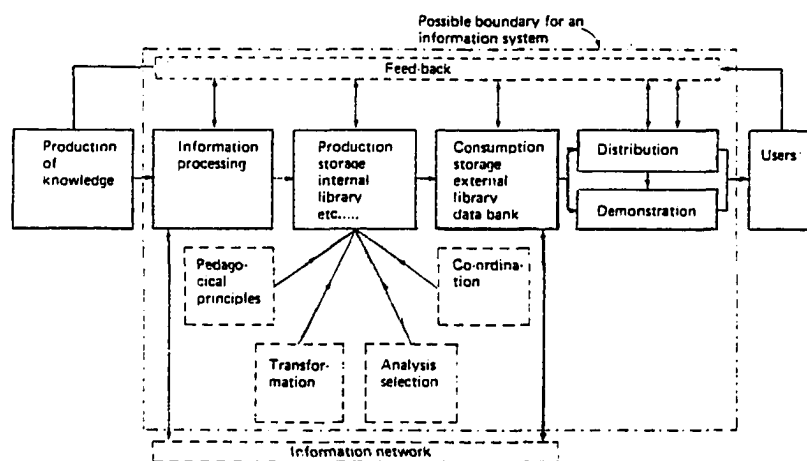 Possible boundary for an
information system
Feed-back
Production
of
knowledge
Information
processing
Production
storage
internal
library
etc.....
Consumption
storage
external
library
data bank
Distribution
Demonstration
Users
Pedago-
cical
principles
Co-ordina-
tion
Transfor-
mation
Analysis
selection
Information network